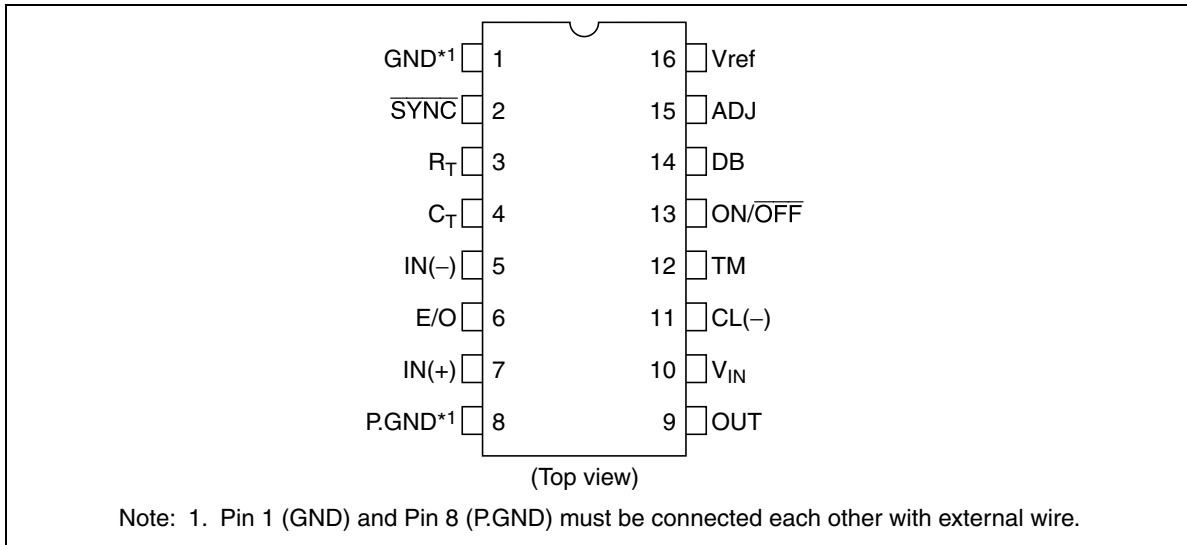 GND*1 1 16 Vref
SYNC 2 15 ADJ
RT 3 14 DB
CT 4 13 ON/OFF
IN(−) 5 12 TM
E/O 6 11 CL(−)
IN(+) 7 10 VIN
P.GND*1 8 9 OUT
(Top view)
Note: 1. Pin 1 (GND) and Pin 8 (P.GND) must be connected each other with external wire.